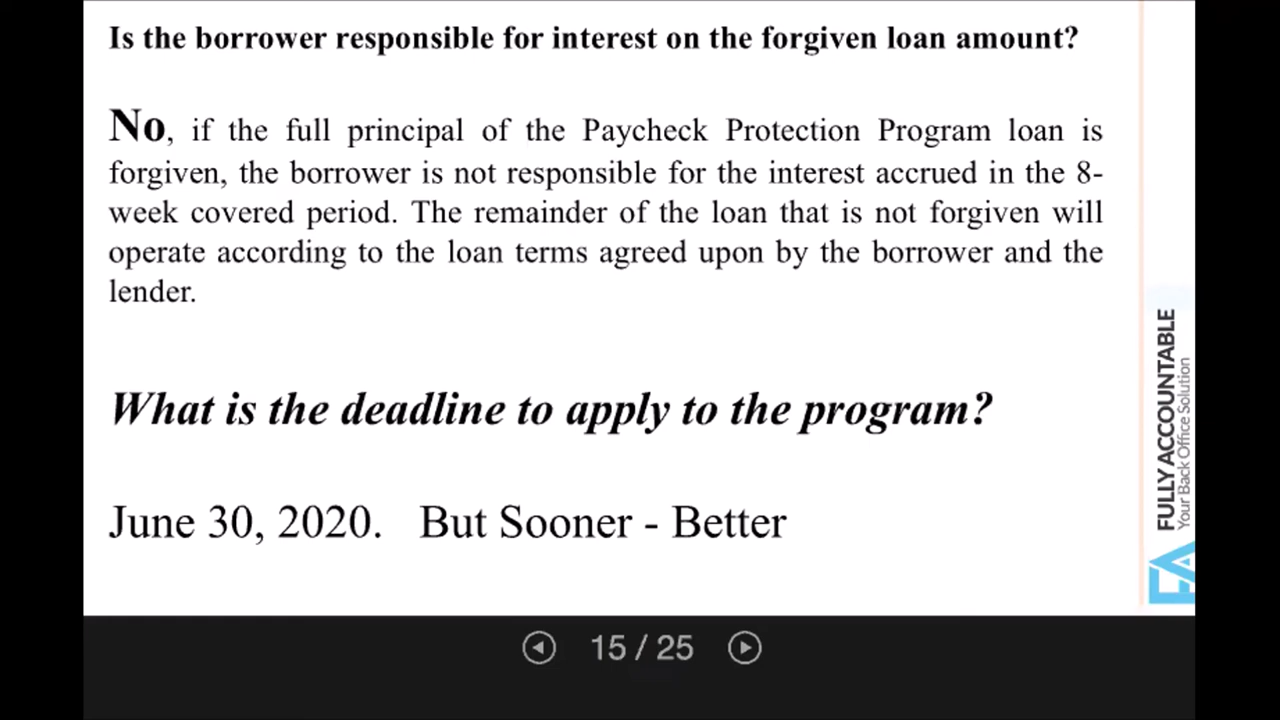 Is the borrower responsible for interest on the forgiven loan amount?
No, if the full principal of the Paycheck Protection Program loan is
forgiven, the borrower is not responsible for the interest accrued in the 8-
week covered period. The remainder of the loan that is not forgiven will
operate according to the loan terms agreed upon by the borrower and the
lender.
What is the deadline to apply to the program?
June 30, 2020. But Sooner - Better
FA
FULLY ACCOUNTABLE
Your Back Office Solution
15 / 25